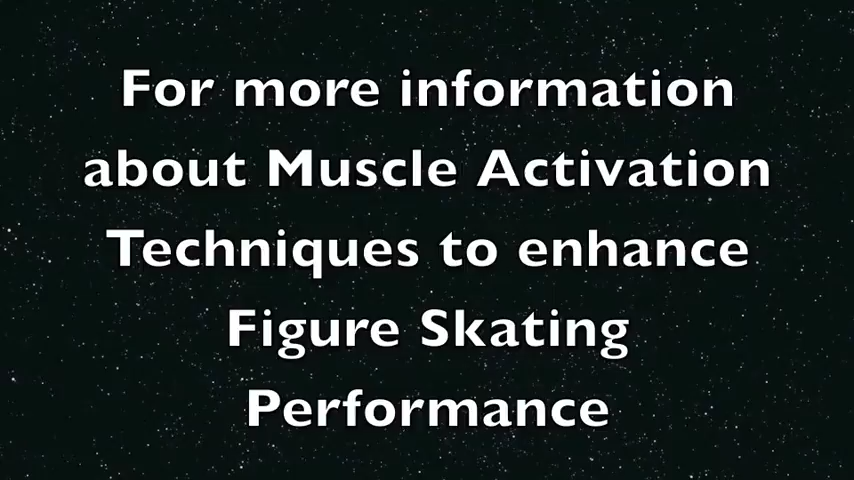 For more information
about Muscle Activation
Techniques to enhance
Figure Skating
Performance